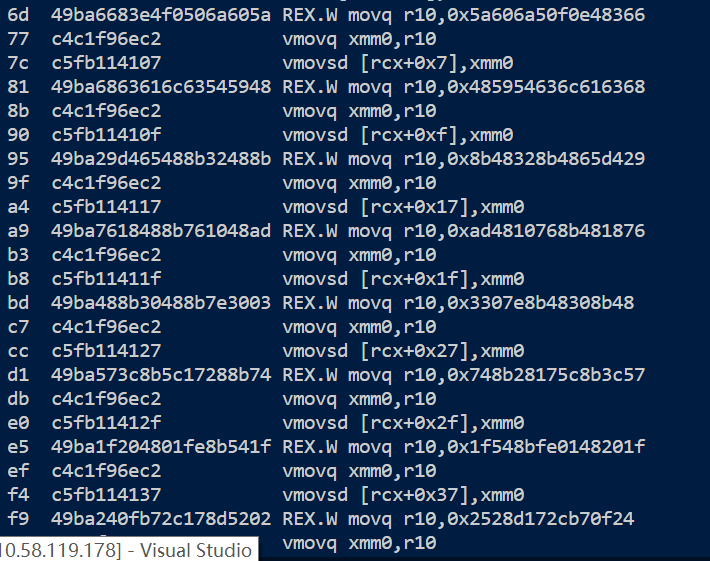 6d 49ba6683e4f0506a605a REX.W movq r10,0x5a606a50f0e48366
77 c4c1f96ec2 vmovq xmm0,r10
7c c5fb114107 vmovsd [rcx+0x7],xmm0
81 49ba6863616c63545948 REX.W movq r10,0x485954636c616368
8b c4c1f96ec2 vmovq xmm0,r10
90 c5fb11410f vmovsd [rcx+0xf],xmm0
95 49ba29d465488b32488b REX.W movq r10,0x8b48328b4865d429
9f c4c1f96ec2 vmovq xmm0,r10
a4 c5fb114117 vmovsd [rcx+0x17],xmm0
a9 49ba7618488b761048ad REX.W movq r10,0xad4810768b481876
b3 c4c1f96ec2 vmovq xmm0,r10
b8 c5fb11411f vmovsd [rcx+0x1f],xmm0
bd 49ba488b30488b7e3003 REX.W movq r10,0x3307e8b48308b48
c7 c4c1f96ec2 vmovq xmm0,r10
cc c5fb114127 vmovsd [rcx+0x27],xmm0
d1 49ba573c8b5c17288b74 REX.W movq r10,0x748b28175c8b3c57
db c4c1f96ec2 vmovq xmm0,r10
e0 c5fb11412f vmovsd [rcx+0x2f],xmm0
e5 49ba1f204801fe8b541f REX.W movq r10,0x1f548bfe0148201f
ef c4c1f96ec2 vmovq xmm0,r10
f4 c5fb114137 vmovsd [rcx+0x37],xmm0
f9 49ba240fb72c178d5202 REX.W movq r10,0x2528d172cb70f24
10.58.119.178] - Visual Studio vmovq xmm0,r10